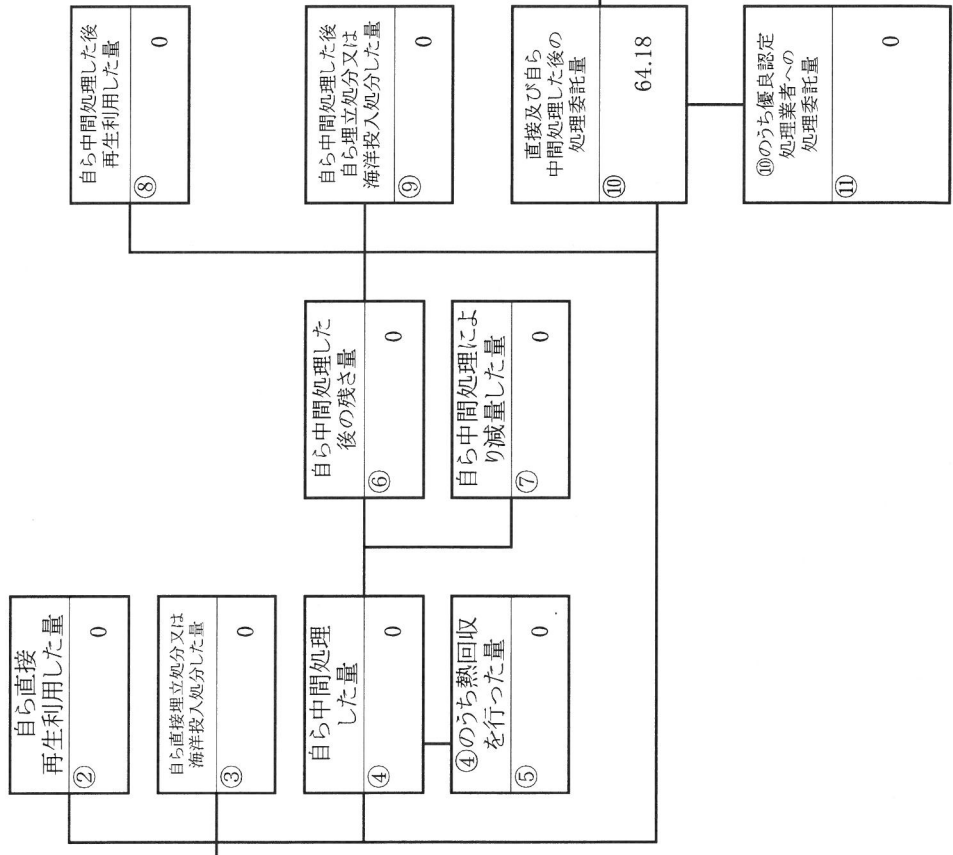 自ら直接
再生利用した量
② 0
自ら直接埋立処分又は
海洋投入処分した量
③ 0
自ら中間処理
した量
④ 0
④のうち熱回収
を行った量
⑤ 0
自ら中間処理した
後の残さ量
⑥ 0
自ら中間処理によ
り減量した量
⑦ 0
自ら中間処理した後
再生利用した量
⑧ 0
自ら中間処理した後
自ら埋立処分又は
海洋投入処分した量
⑨ 0
直接及び自ら
中間処理した後の
処理委託量
⑩ 64.18
⑩のうち優良認定
処理業者への
処理委託量
⑪ 0